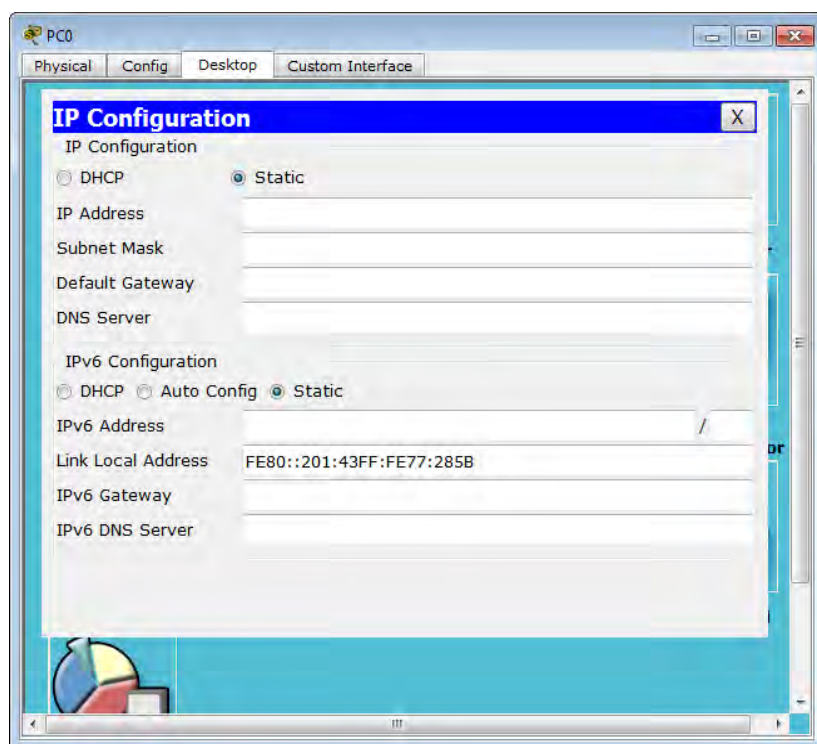 PC0
Physical Config Desktop Custom Interface
IP Configuration X
IP Configuration
DHCP Static
IP Address
Subnet Mask
Default Gateway
DNS Server
IPv6 Configuration
DHCP Auto Config Static
IPv6 Address /
Link Local Address FE80::201:43FF:FE77:285B
or
IPv6 Gateway
IPv6 DNS Server